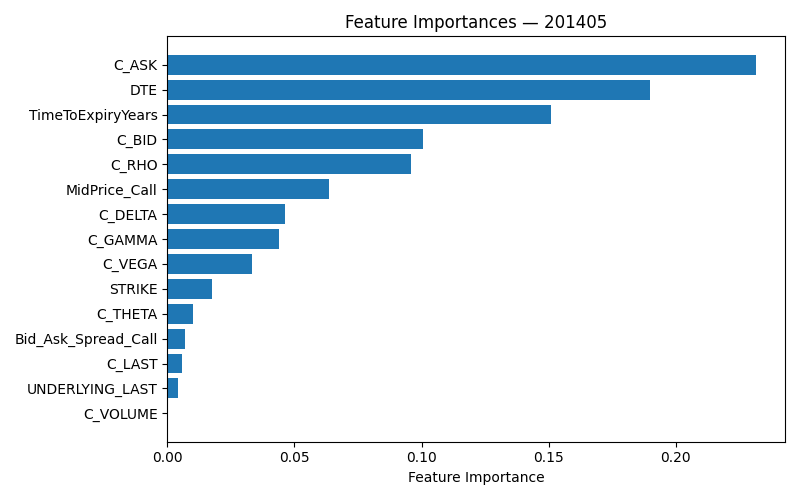 Feature Importances — 201405
C_ASK
DTE
TimeToExpiryYears
C_BID
C_RHO
MidPrice_Call
C_DELTA
C_GAMMA
C_VEGA
STRIKE
C_THETA
Bid_Ask_Spread_Call
C_LAST
UNDERLYING_LAST
C_VOLUME
0.00 0.05 0.10 0.15 0.20
Feature Importance